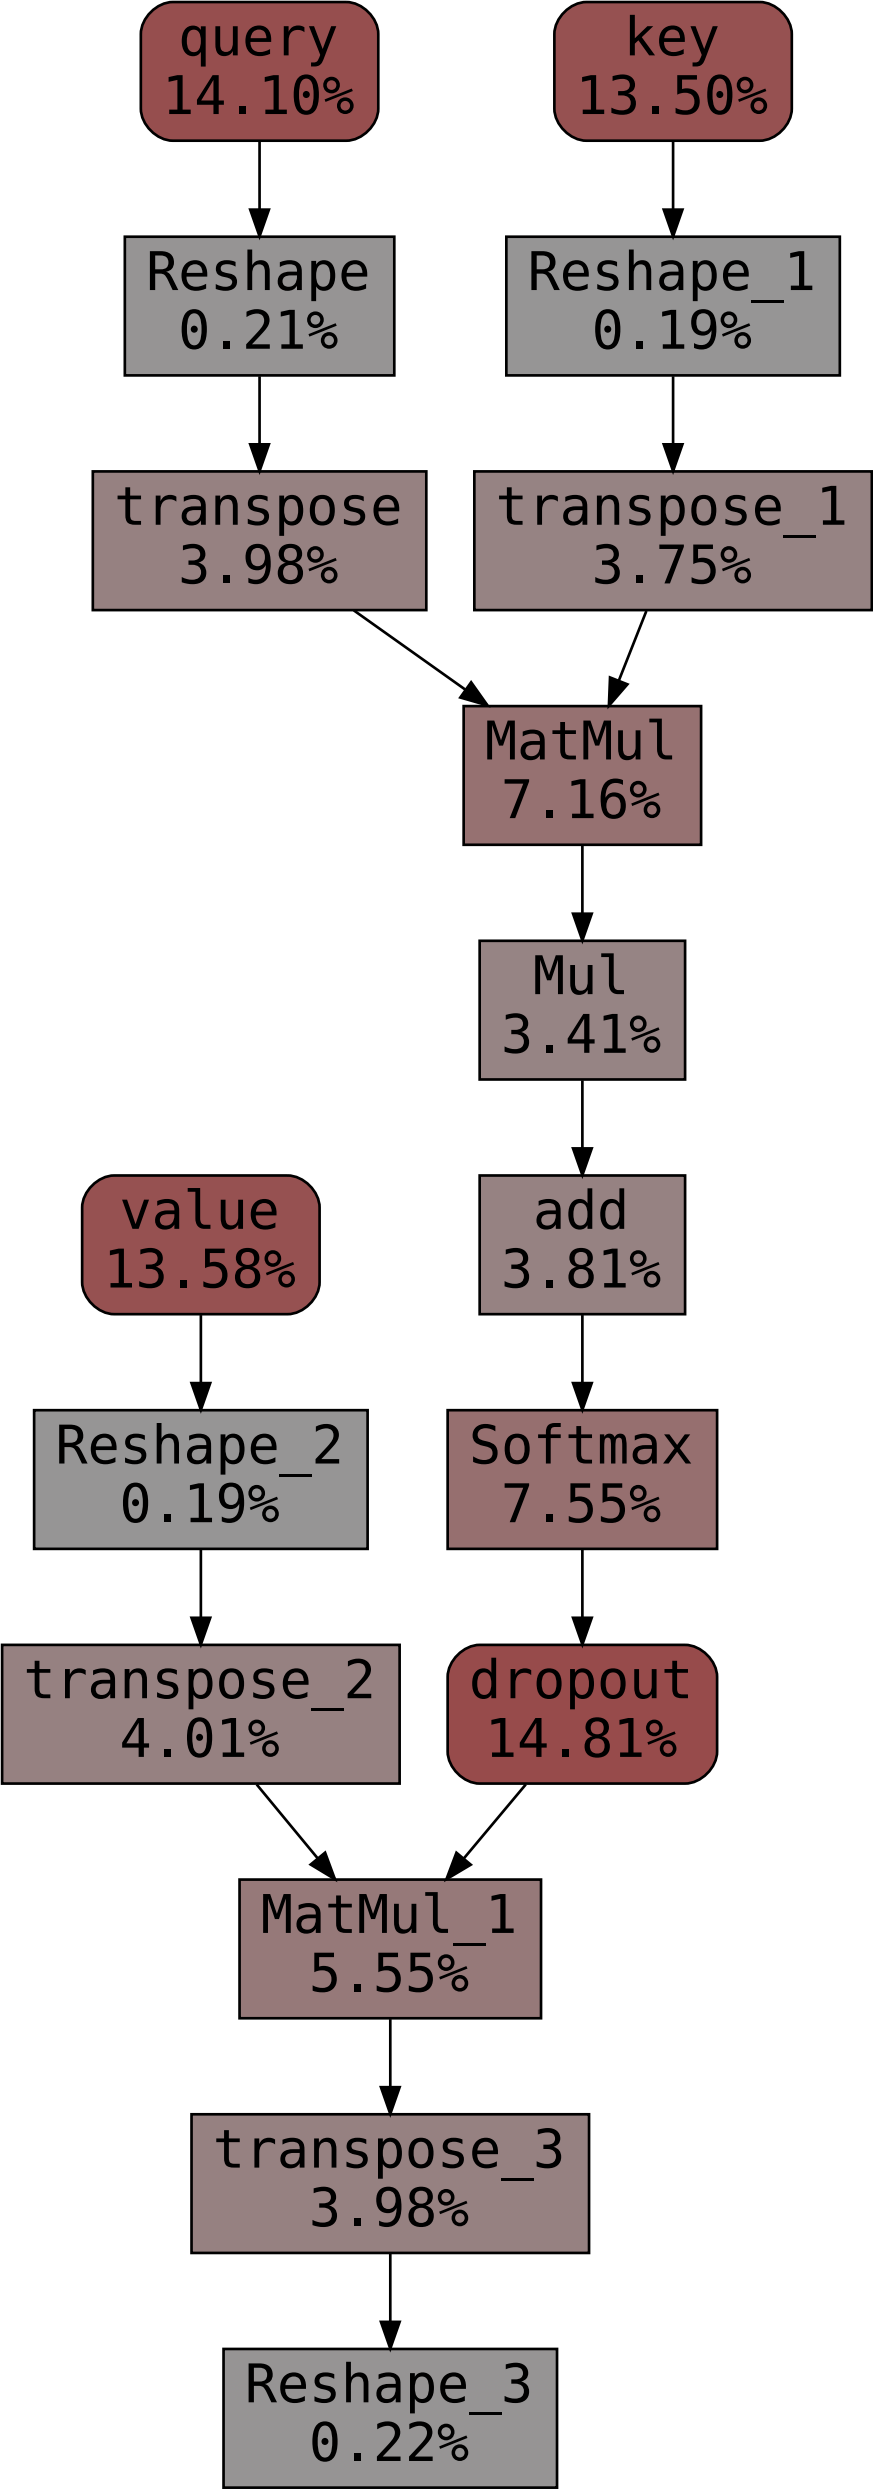 query
14.10%
key
13.50%
Reshape
0.21%
Reshape_1
0.19%
transpose
3.98%
transpose_1
3.75%
MatMul
7.16%
Mul
3.41%
value
13.58%
add
3.81%
Reshape_2
0.19%
Softmax
7.55%
transpose_2
4.01%
dropout
14.81%
MatMul_1
5.55%
transpose_3
3.98%
Reshape_3
0.22%